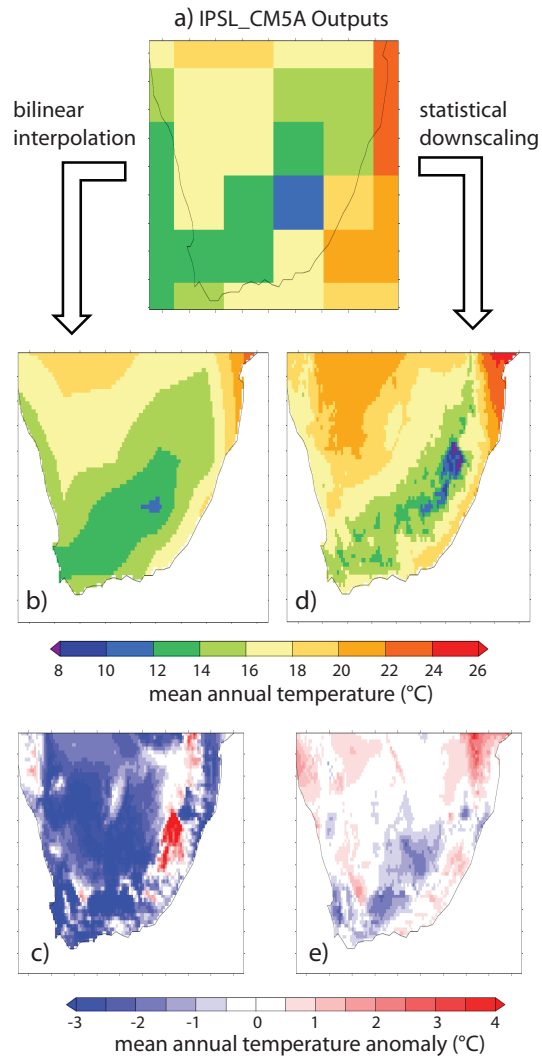 a) IPSL_CM5A Outputs
bilinear
interpolation
statistical
downscaling
b)
d)
8 10 12 14 16 18 20 22 24 26
mean annual temperature (°C)
c)
e)
-3 -2 -1 0 1 2 3 4
mean annual temperature anomaly (°C)